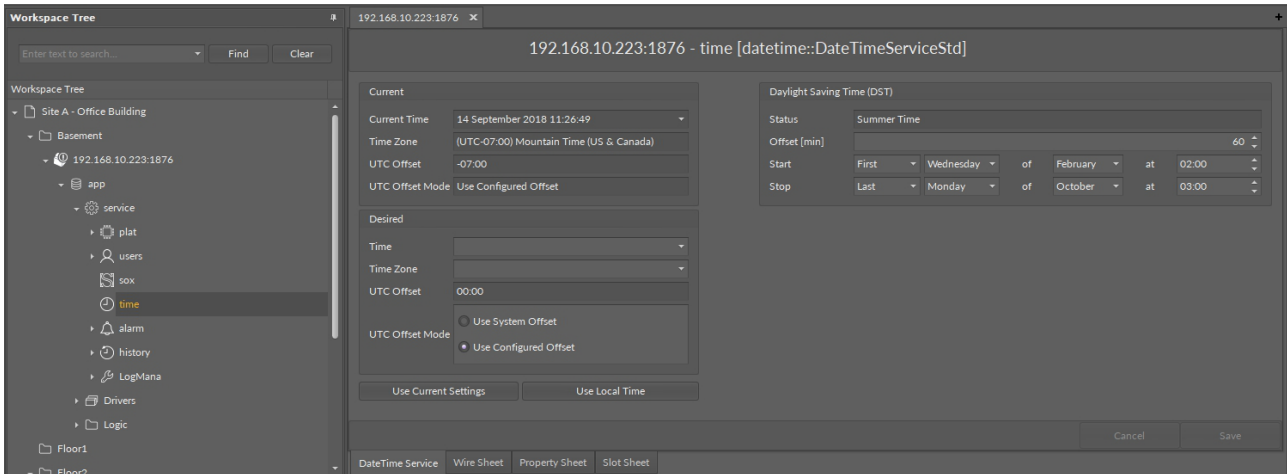 Workspace Tree
Enter text to search...
Find
Clear
Workspace Tree
Site A - Office Building
Basement
192.168.10.223:1876
app
service
plat
users
sox
time
alarm
history
LogMana
Drivers
Logic
Floor1
Floor2
192.168.10.223:1876 X
192.168.10.223:1876 - time [datetime::DateTimeServiceStd]
Current
Current Time 14 September 2018 11:26:49
Time Zone (UTC-07:00) Mountain Time (US & Canada)
UTC Offset -07:00
UTC Offset Mode Use Configured Offset
Desired
Time
Time Zone
UTC Offset 00:00
UTC Offset Mode
Use System Offset
Use Configured Offset
Use Current Settings Use Local Time
Daylight Saving Time (DST)
Status Summer Time
Offset [min] 60
Start First Wednesday of February at 02:00
Stop Last Monday of October at 03:00
Cancel Save
DateTime Service Wire Sheet Property Sheet Slot Sheet